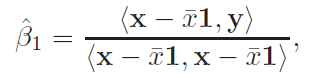 β̂₁ = ⟨x − x̄1, y⟩ / ⟨x − x̄1, x − x̄1⟩,